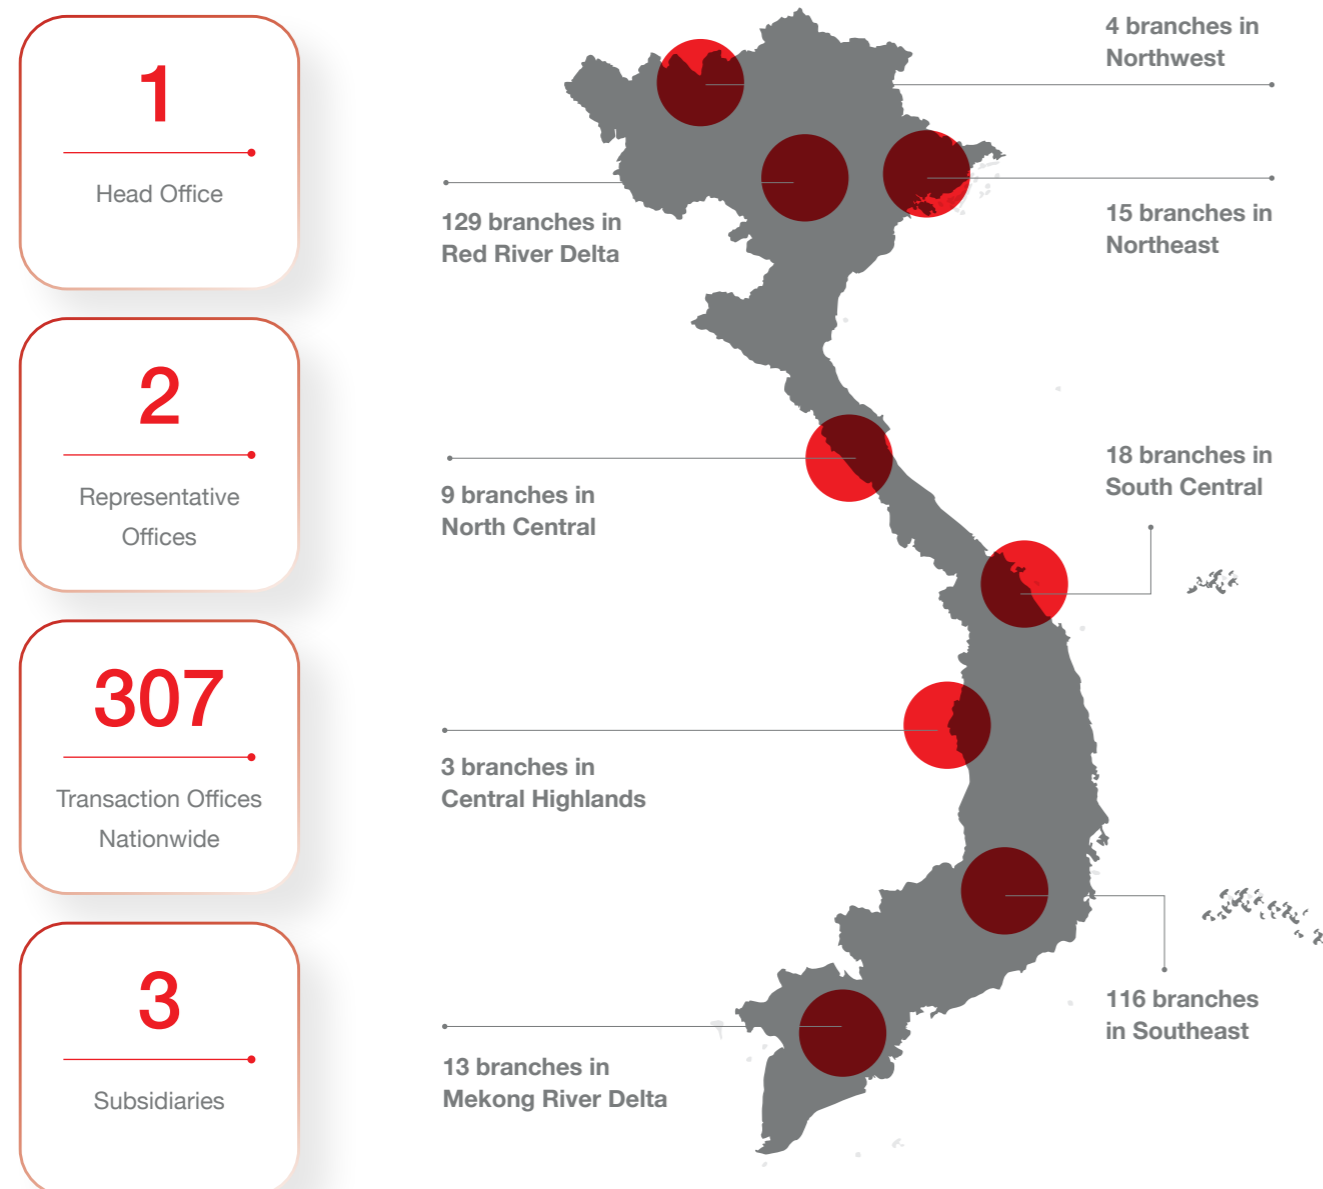 1
Head Office
2
Representative
Offices
307
Transaction Offices
Nationwide
3
Subsidiaries
4 branches in
Northwest
129 branches in
Red River Delta
15 branches in
Northeast
9 branches in
North Central
18 branches in
South Central
3 branches in
Central Highlands
116 branches
in Southeast
13 branches in
Mekong River Delta